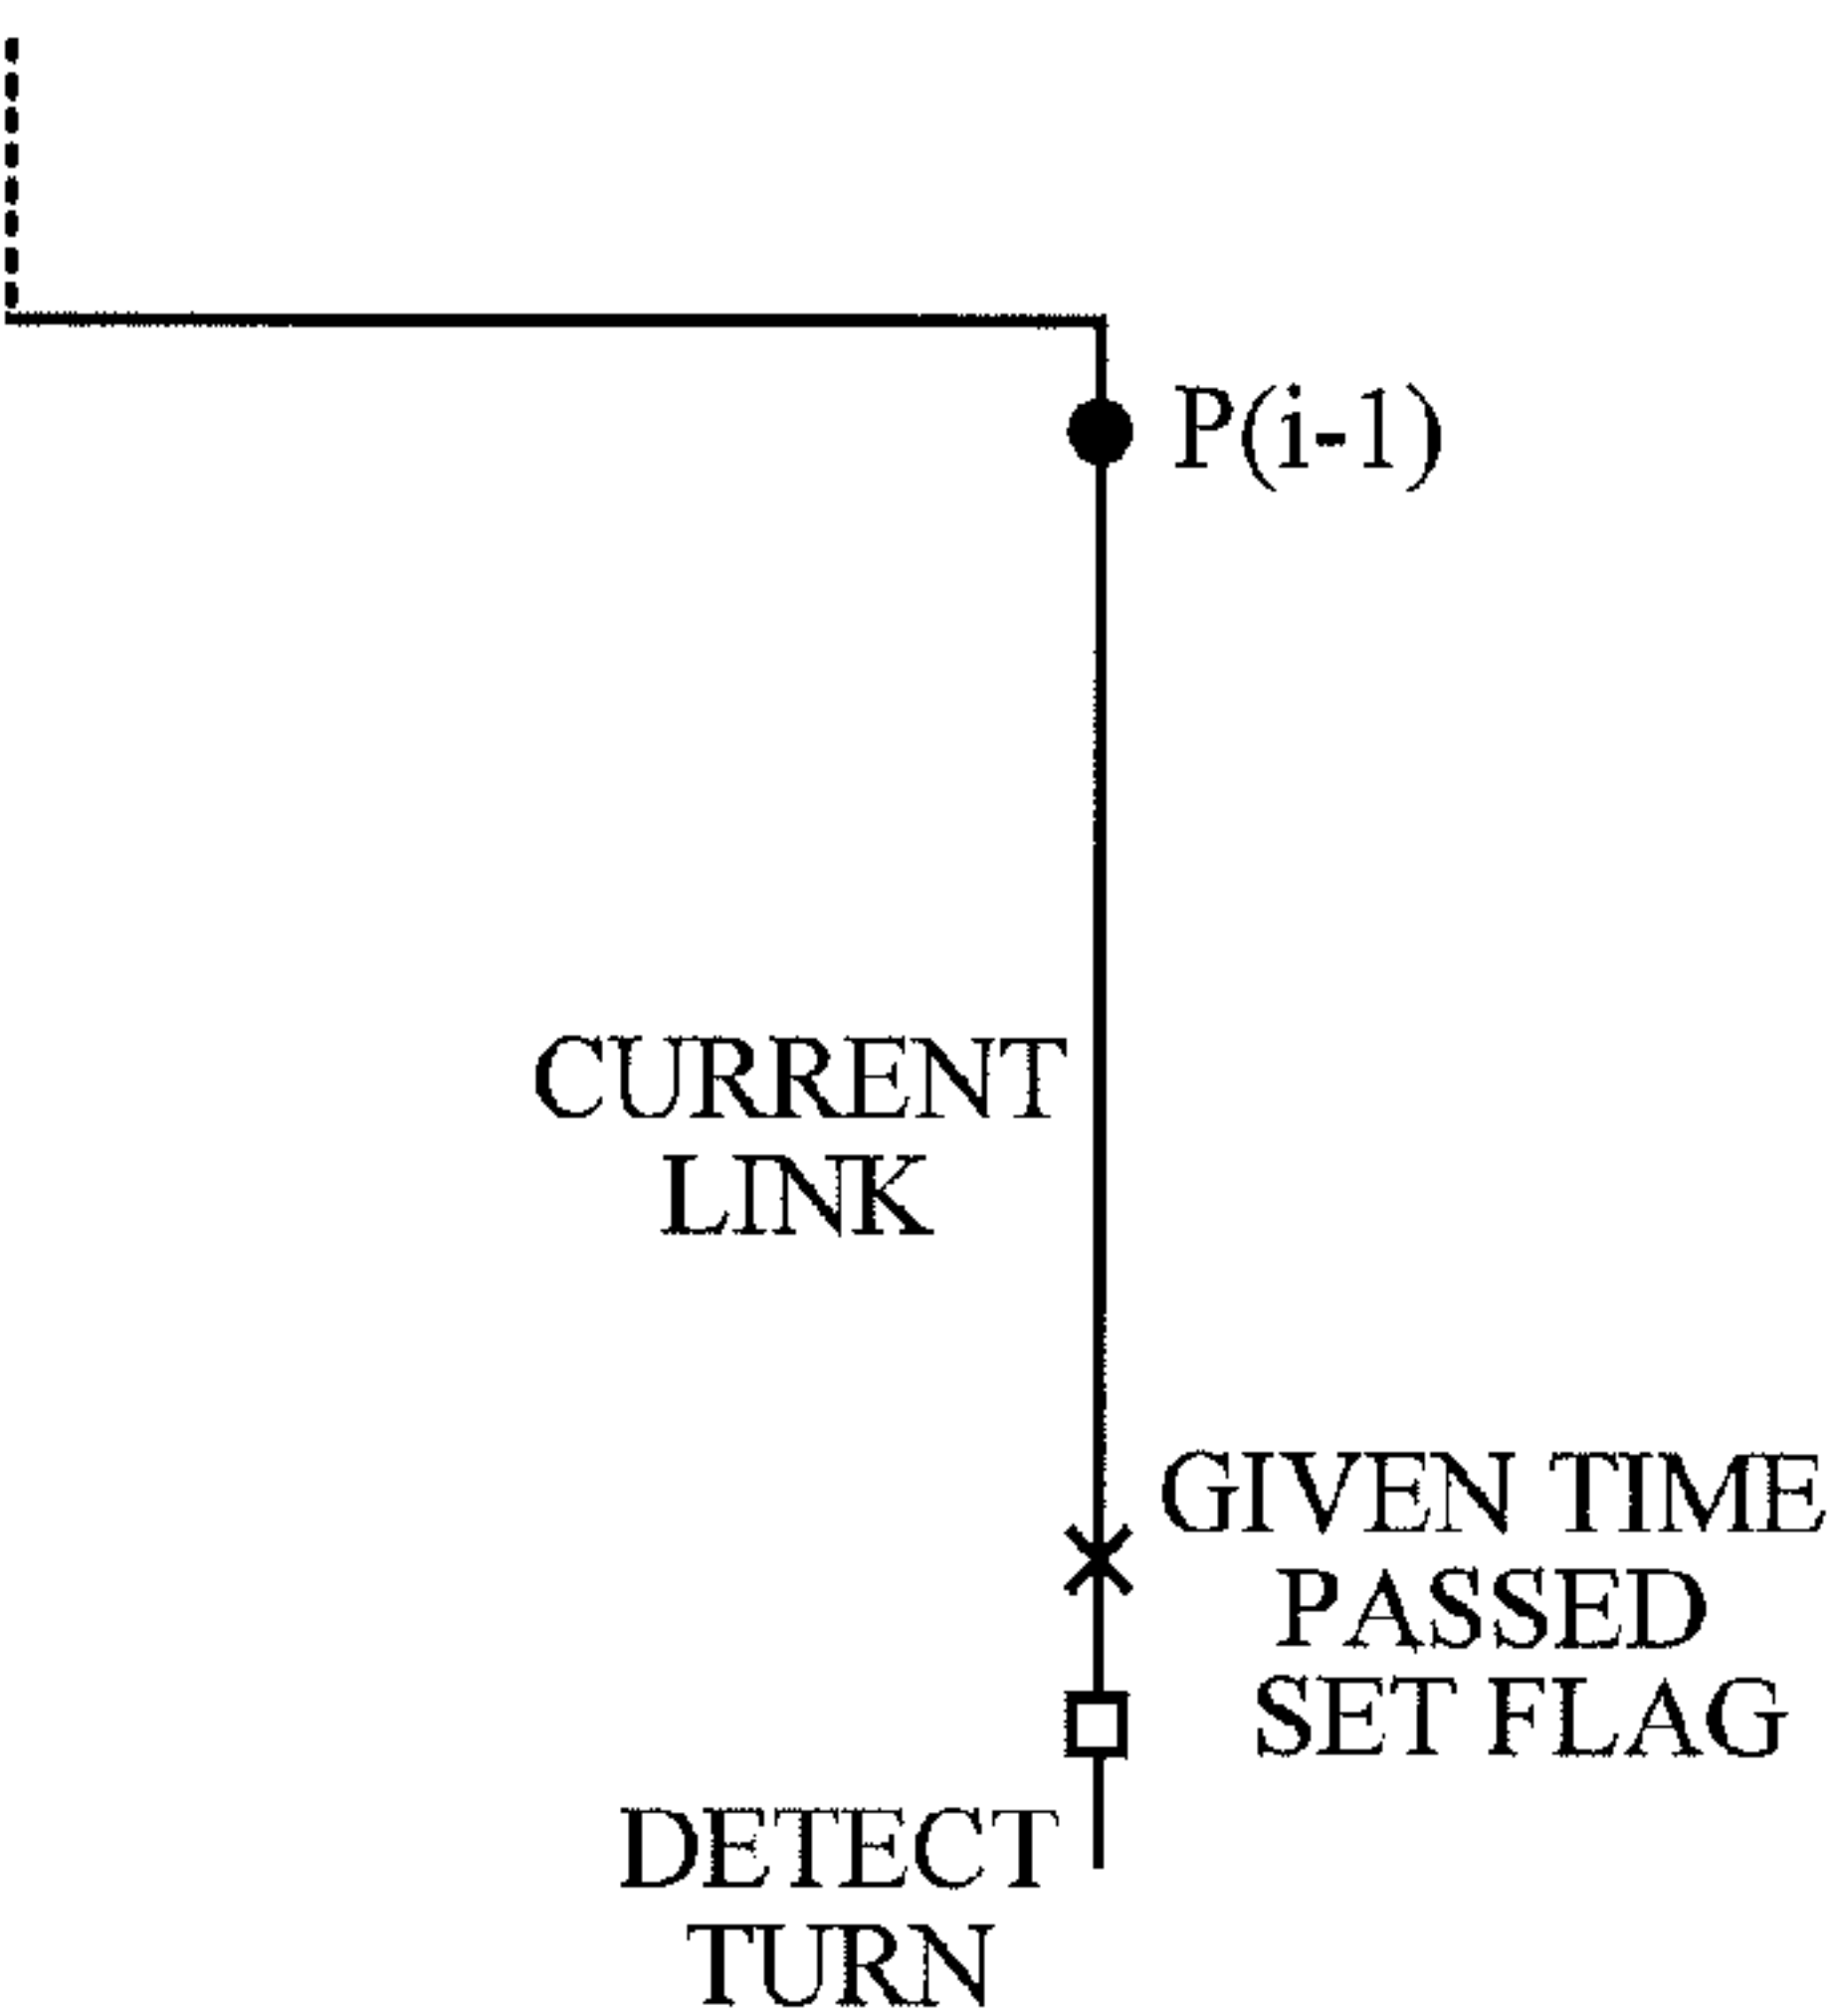 P(i-1)
CURRENT
LINK
GIVEN TIME
PASSED
SET FLAG
DETECT
TURN